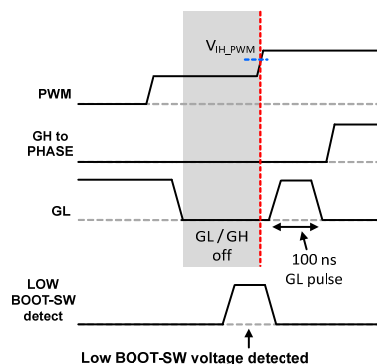 V_IH_PWM
PWM
GH to
PHASE
GL
GL / GH
off
100 ns
GL pulse
LOW
BOOT-SW
detect
Low BOOT-SW voltage detected